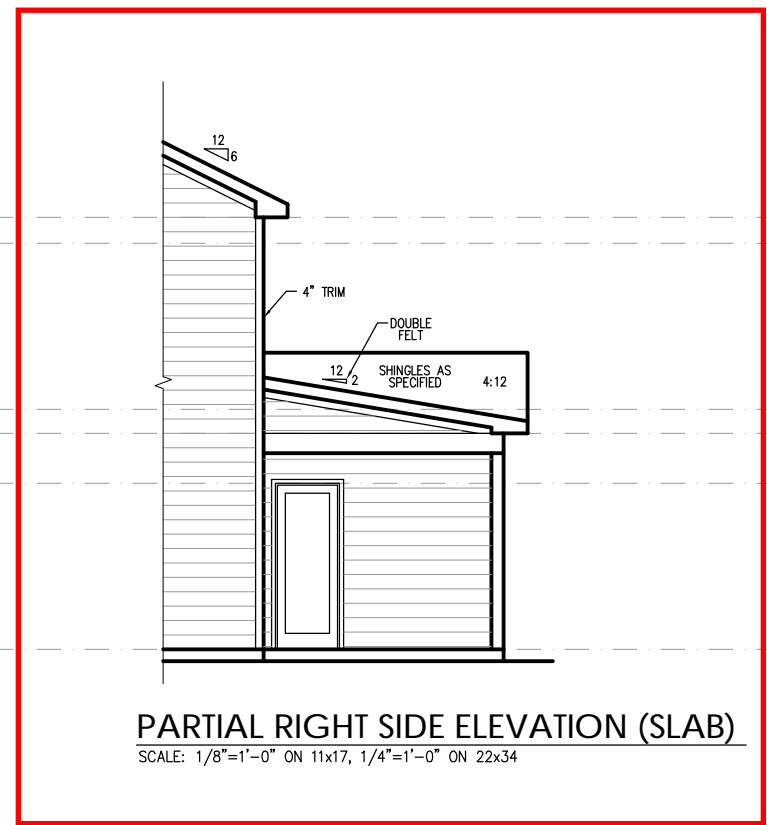 12
6
4" TRIM
DOUBLE
FELT
12
2
SHINGLES AS
SPECIFIED
4:12
PARTIAL RIGHT SIDE ELEVATION (SLAB)
SCALE: 1/8"=1'-0" ON 11x17, 1/4"=1'-0" ON 22x34